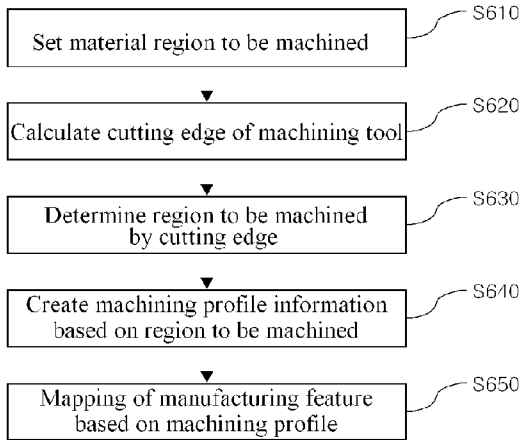 S610
Set material region to be machined
S620
Calculate cutting edge of machining tool
S630
Determine region to be machined
by cutting edge
S640
Create machining profile information
based on region to be machined
S650
Mapping of manufacturing feature
based on machining profile